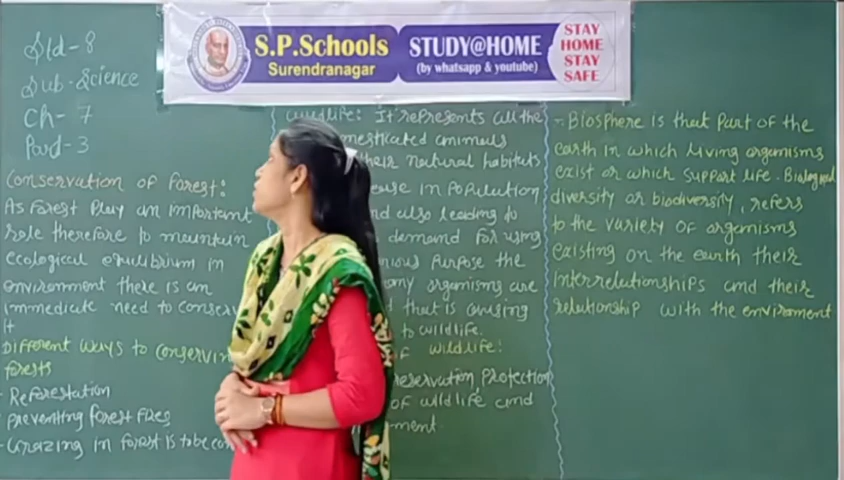 S.P.Schools
Surendranagar
STUDY@HOME
(by whatsapp & youtube)
STAY
HOME
STAY
SAFE
Std-8
Sub-Science
Ch-7
Part-3
Conservation of forest:
As forest play an important
role therefore to maintain
ecological equilibrium in
environment there is an
immediate need to conserv
it
Different ways to conservin
forests
- Reforestation
- Preventing forest fires
- Grazing in forest is to be con
wildlife: It represents all the
mesticated animals
their natural habitats
ease in population
nd also leading to
demand for using
rious purpose the
any organisms are
that is causing
to wildlife.
f wildlife:
reservation, protection
of wildlife and
ment.
- Biosphere is that part of the
earth in which living organisms
exist or which support life. Biological
diversity or biodiversity, refers
to the variety of organisms
existing on the earth their
interrelationships and their
relationship with the enviroment